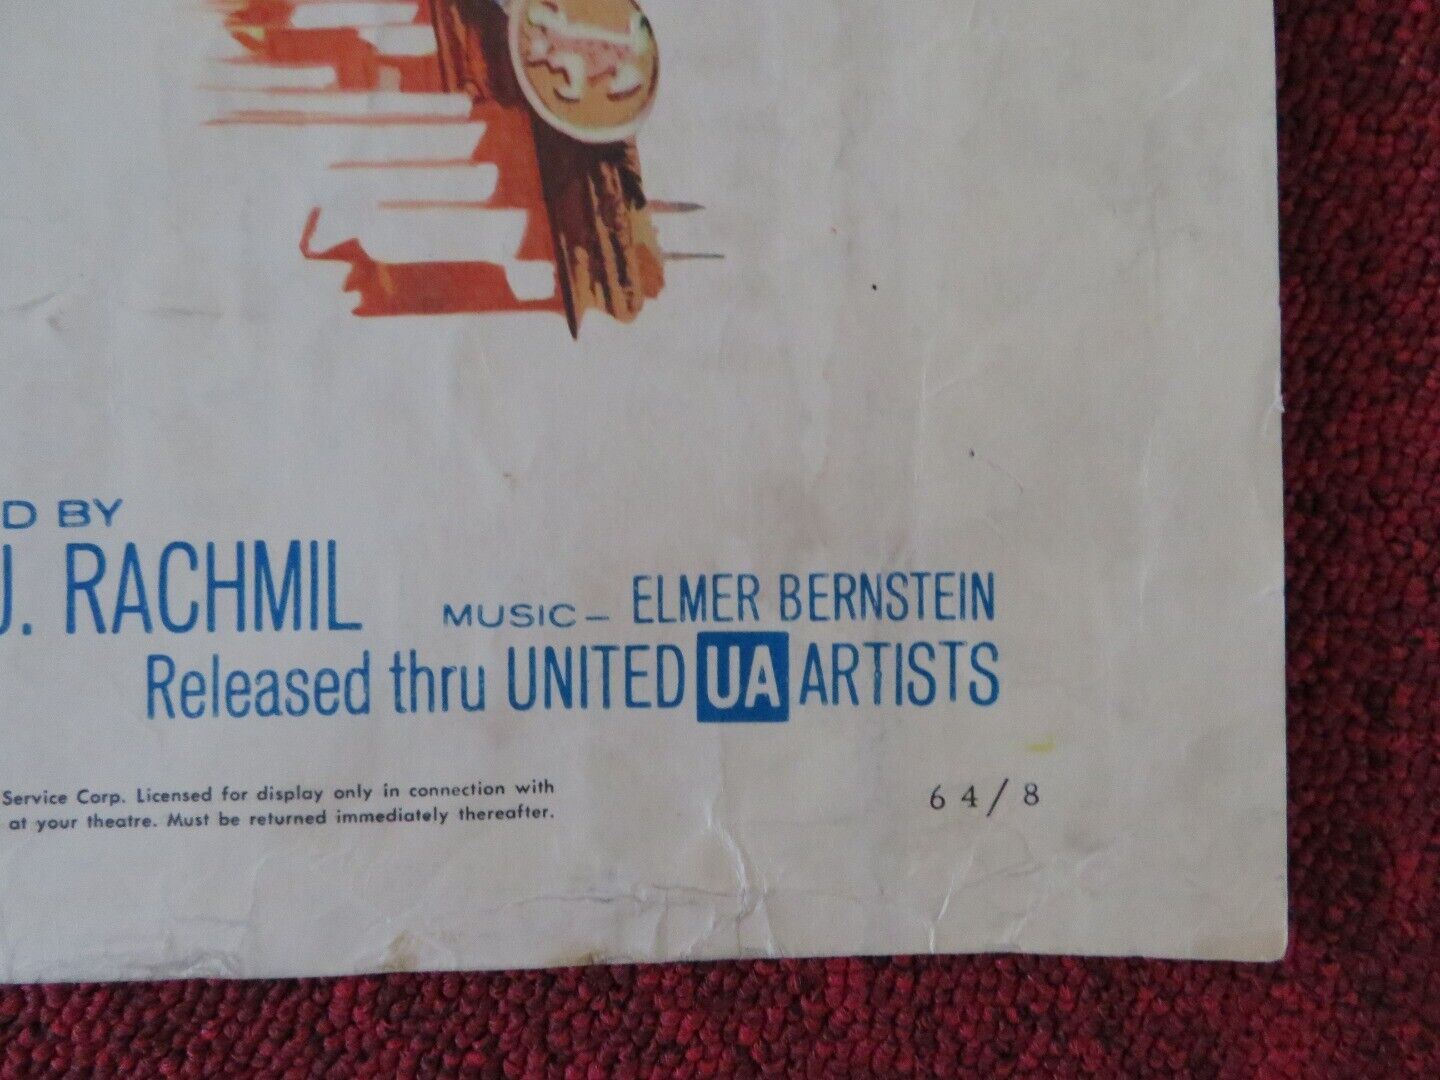 D BY
J. RACHMIL
MUSIC – ELMER BERNSTEIN
Released thru UNITED UA ARTISTS
Service Corp. Licensed for display only in connection with
at your theatre. Must be returned immediately thereafter.
64/8